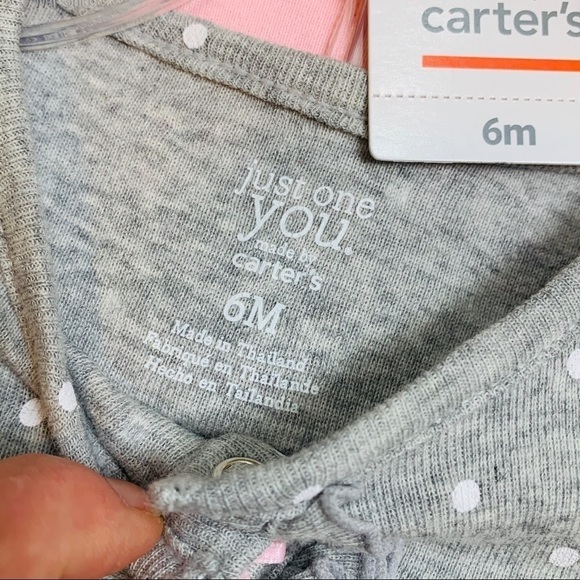 carter's
6m
just one
you.
made by
carter's
6M
Made in Thailand
Fabriqué en Thaïlande
Hecho en Tailandia